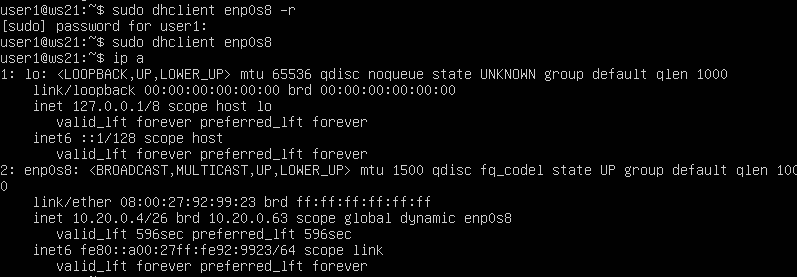 user1@ws21:~$ sudo dhclient enp0s8 -r
[sudo] password for user1:
user1@ws21:~$ sudo dhclient enp0s8
user1@ws21:~$ ip a
1: lo: <LOOPBACK,UP,LOWER_UP> mtu 65536 qdisc noqueue state UNKNOWN group default qlen 1000
    link/loopback 00:00:00:00:00:00 brd 00:00:00:00:00:00
    inet 127.0.0.1/8 scope host lo
       valid_lft forever preferred_lft forever
    inet6 ::1/128 scope host
       valid_lft forever preferred_lft forever
2: enp0s8: <BROADCAST,MULTICAST,UP,LOWER_UP> mtu 1500 qdisc fq_codel state UP group default qlen 100
0
    link/ether 08:00:27:92:99:23 brd ff:ff:ff:ff:ff:ff
    inet 10.20.0.4/26 brd 10.20.0.63 scope global dynamic enp0s8
       valid_lft 596sec preferred_lft 596sec
    inet6 fe80::a00:27ff:fe92:9923/64 scope link
       valid_lft forever preferred_lft forever